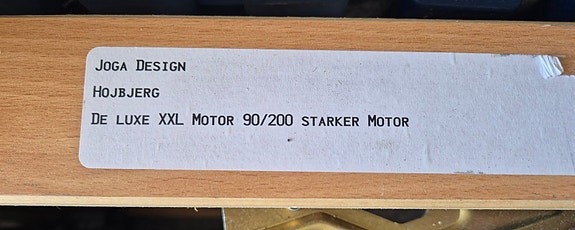 Joga Design
Hojbjerg
De luxe XXL Motor 90/200 starker Motor